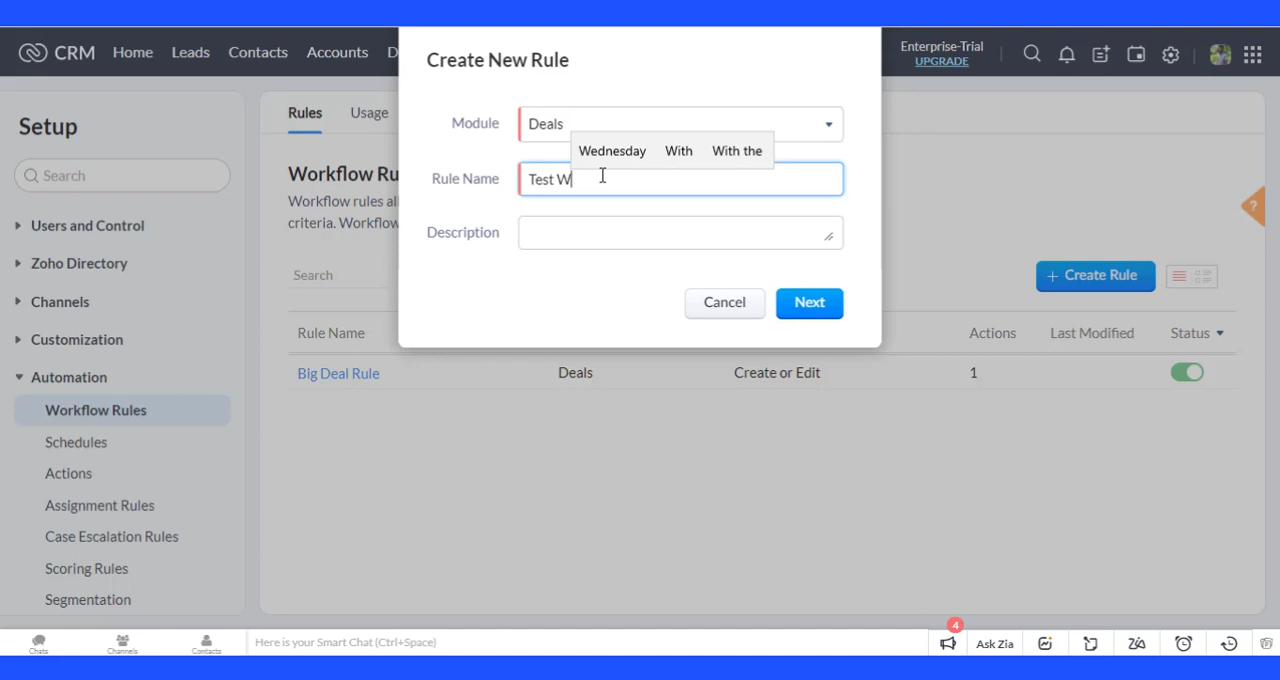 CRM Home Leads Contacts Accounts D
Enterprise-Trial
UPGRADE
Create New Rule
Module Deals
Wednesday With With the
Rule Name Test W
Description
Cancel Next
Setup
Search
Users and Control
Zoho Directory
Channels
Customization
Automation
Workflow Rules
Schedules
Actions
Assignment Rules
Case Escalation Rules
Scoring Rules
Segmentation
Rules Usage
Workflow Ru
Workflow rules al
criteria. Workflow
Search
+ Create Rule
Rule Name Actions Last Modified Status
Big Deal Rule Deals Create or Edit 1
?
Chats Channels Contacts
Here is your Smart Chat (Ctrl+Space)
4
Ask Zia